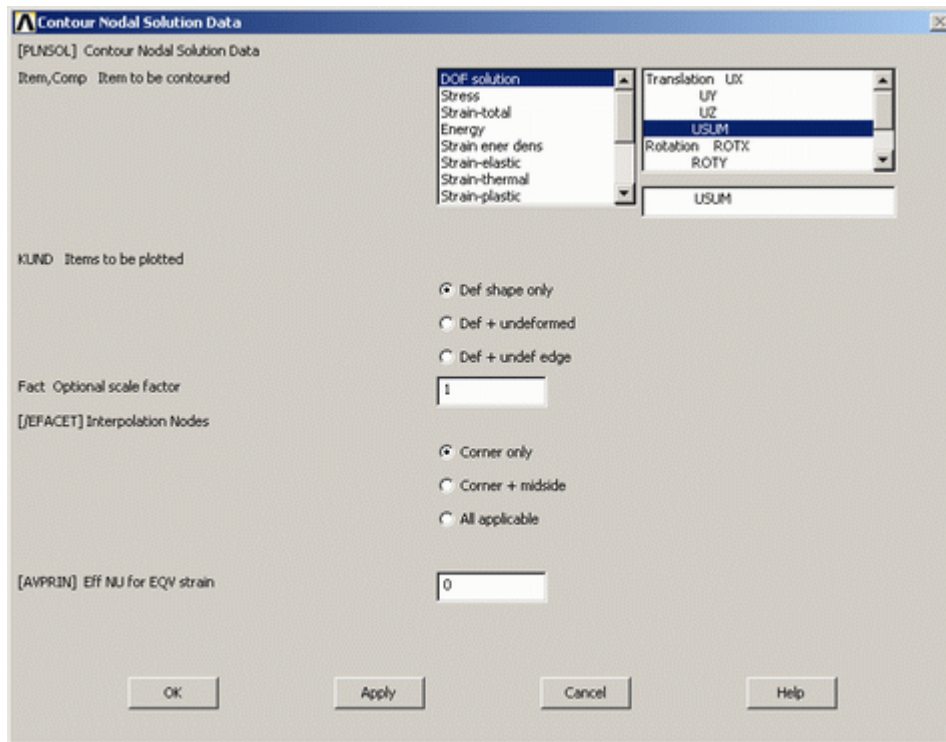 Contour Nodal Solution Data
[PLNSOL] Contour Nodal Solution Data
Item,Comp Item to be contoured
DOF solution
Stress
Strain-total
Energy
Strain ener dens
Strain-elastic
Strain-thermal
Strain-plastic
Translation UX
UY
UZ
USUM
Rotation ROTX
ROTY
USUM
KUND Items to be plotted
Def shape only
Def + undeformed
Def + undef edge
Fact Optional scale factor
1
[/EFACET] Interpolation Nodes
Corner only
Corner + midside
All applicable
[AVPRIN] Eff NU for EQV strain
0
OK
Apply
Cancel
Help